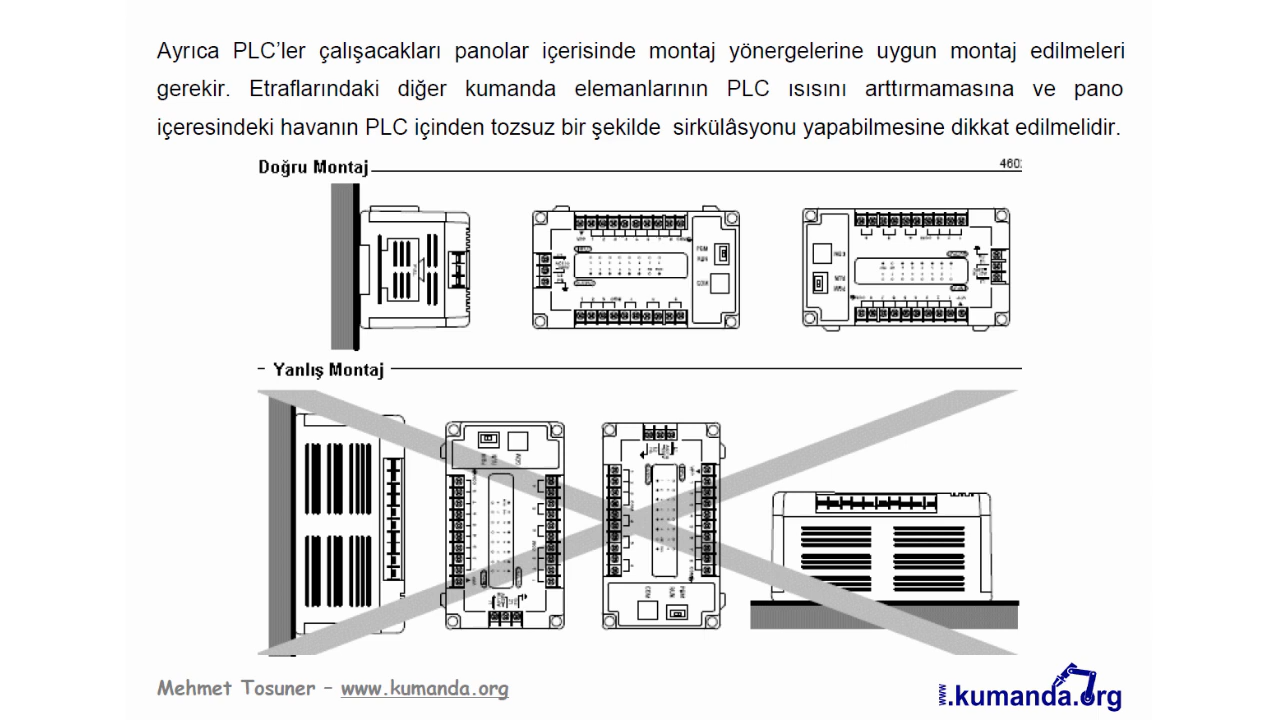 Ayrıca PLC’ler çalışacakları panolar içerisinde montaj yönergelerine uygun montaj edilmeleri
gerekir. Etraflarındaki diğer kumanda elemanlarının PLC ısısını arttırmamasına ve pano
içeresindeki havanın PLC içinden tozsuz bir şekilde sirkülâsyonu yapabilmesine dikkat edilmelidir.
Doğru Montaj
Yanlış Montaj
Mehmet Tosuner – www.kumanda.org
www.kumanda.org